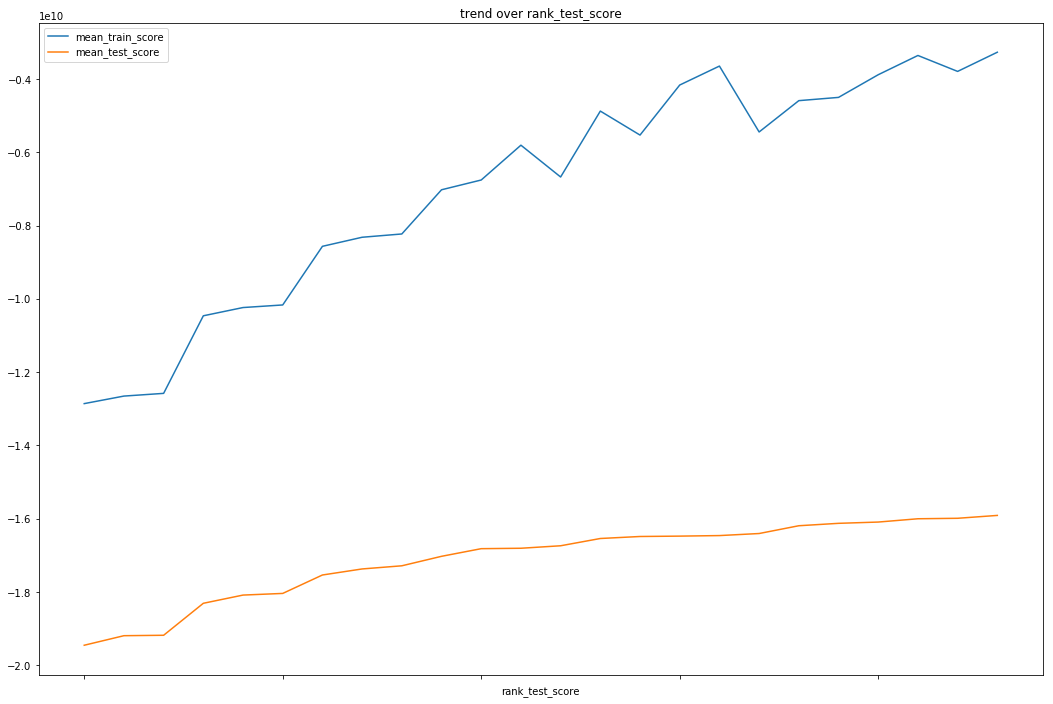 trend over rank_test_score
1e10
mean_train_score
mean_test_score
−0.4
−0.6
−0.8
−1.0
−1.2
−1.4
−1.6
−1.8
−2.0
rank_test_score